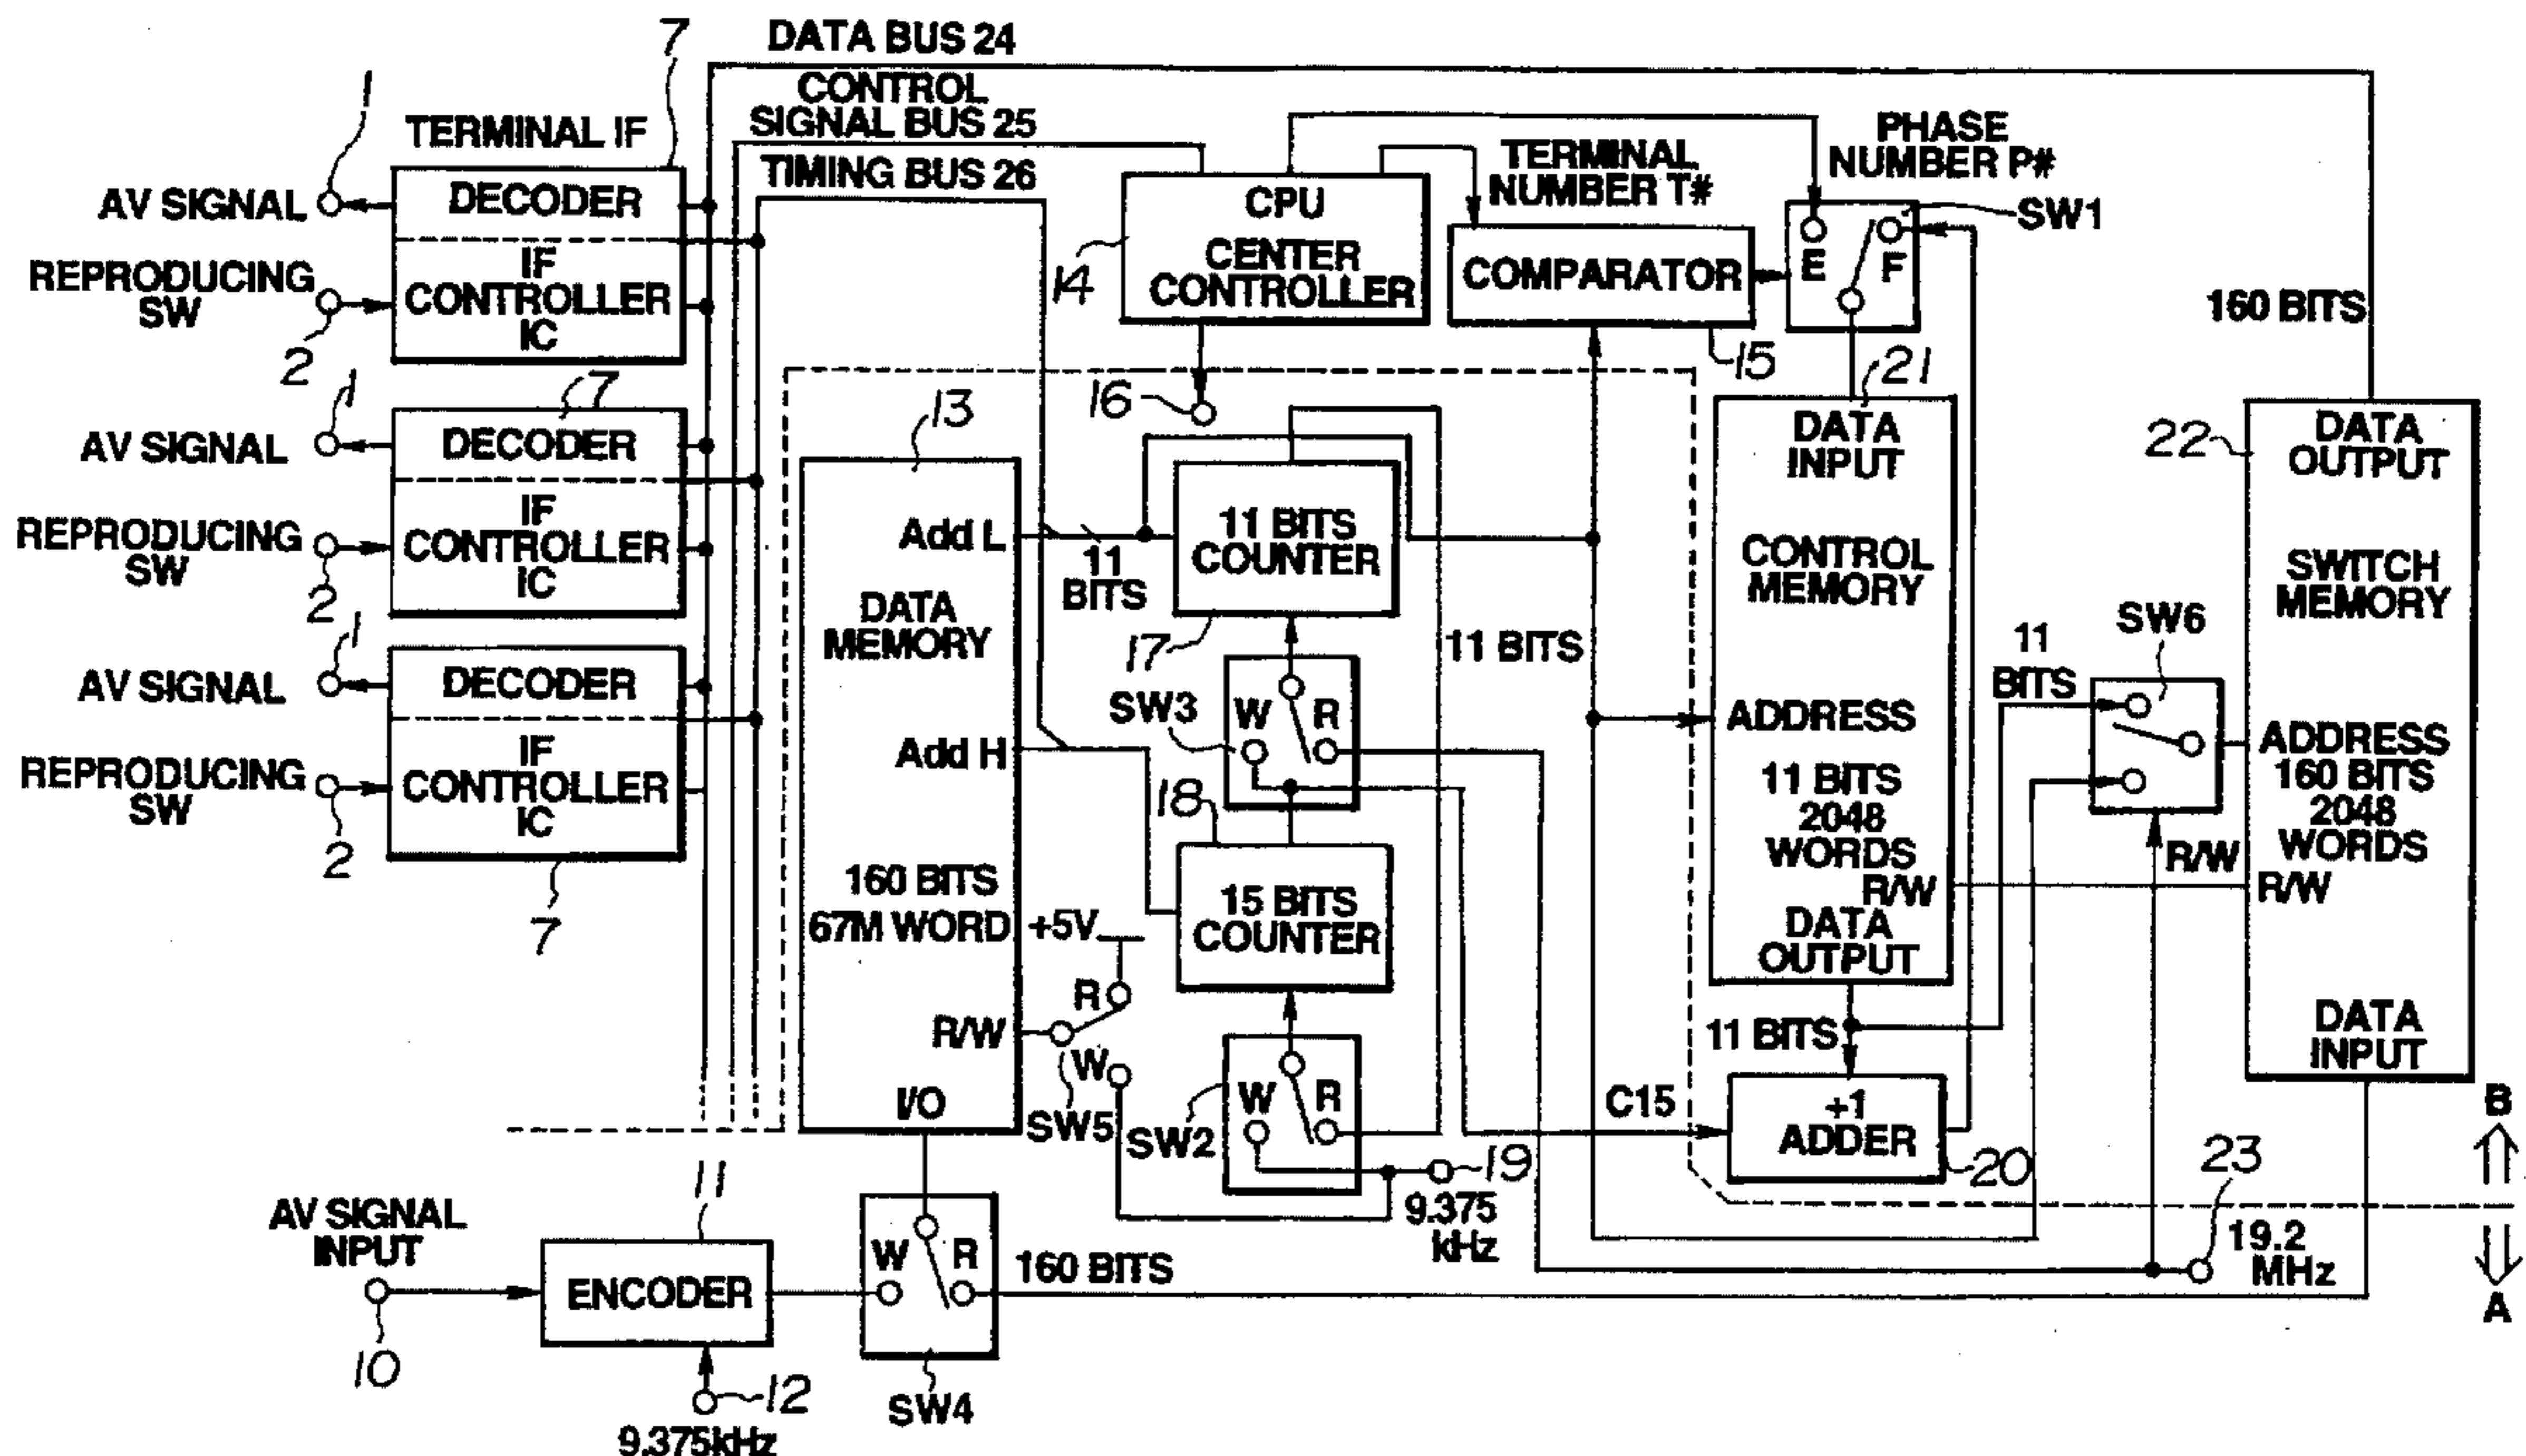 DATA BUS 24
7
CONTROL
SIGNAL BUS 25
TIMING BUS 26
1
TERMINAL IF
AV SIGNAL
DECODER
REPRODUCING
SW
2
IF
CONTROLLER
IC
1
7
AV SIGNAL
DECODER
REPRODUCING
SW
2
IF
CONTROLLER
IC
1
AV SIGNAL
DECODER
REPRODUCING
SW
2
IF
CONTROLLER
IC
7
14
CPU
CENTER
CONTROLLER
TERMINAL
NUMBER T#
PHASE
NUMBER P#
COMPARATOR
15
E
F
SW1
160 BITS
16
13
Add L
DATA
MEMORY
Add H
160 BITS
67M WORD
R/W
I/O
11
BITS
11 BITS
COUNTER
17
11 BITS
SW3
W
R
18
15 BITS
COUNTER
+5V
R
W
SW5
SW2
W
R
19
9.375
kHz
21
DATA
INPUT
CONTROL
MEMORY
ADDRESS
11 BITS
2048
WORDS
R/W
DATA
OUTPUT
11 BITS
C15
+1
ADDER
20
11
BITS
SW6
R/W
22
DATA
OUTPUT
SWITCH
MEMORY
ADDRESS
160 BITS
2048
WORDS
R/W
DATA
INPUT
B
A
23
19.2
MHz
AV SIGNAL
INPUT
10
11
ENCODER
12
9.375kHz
W
R
SW4
160 BITS